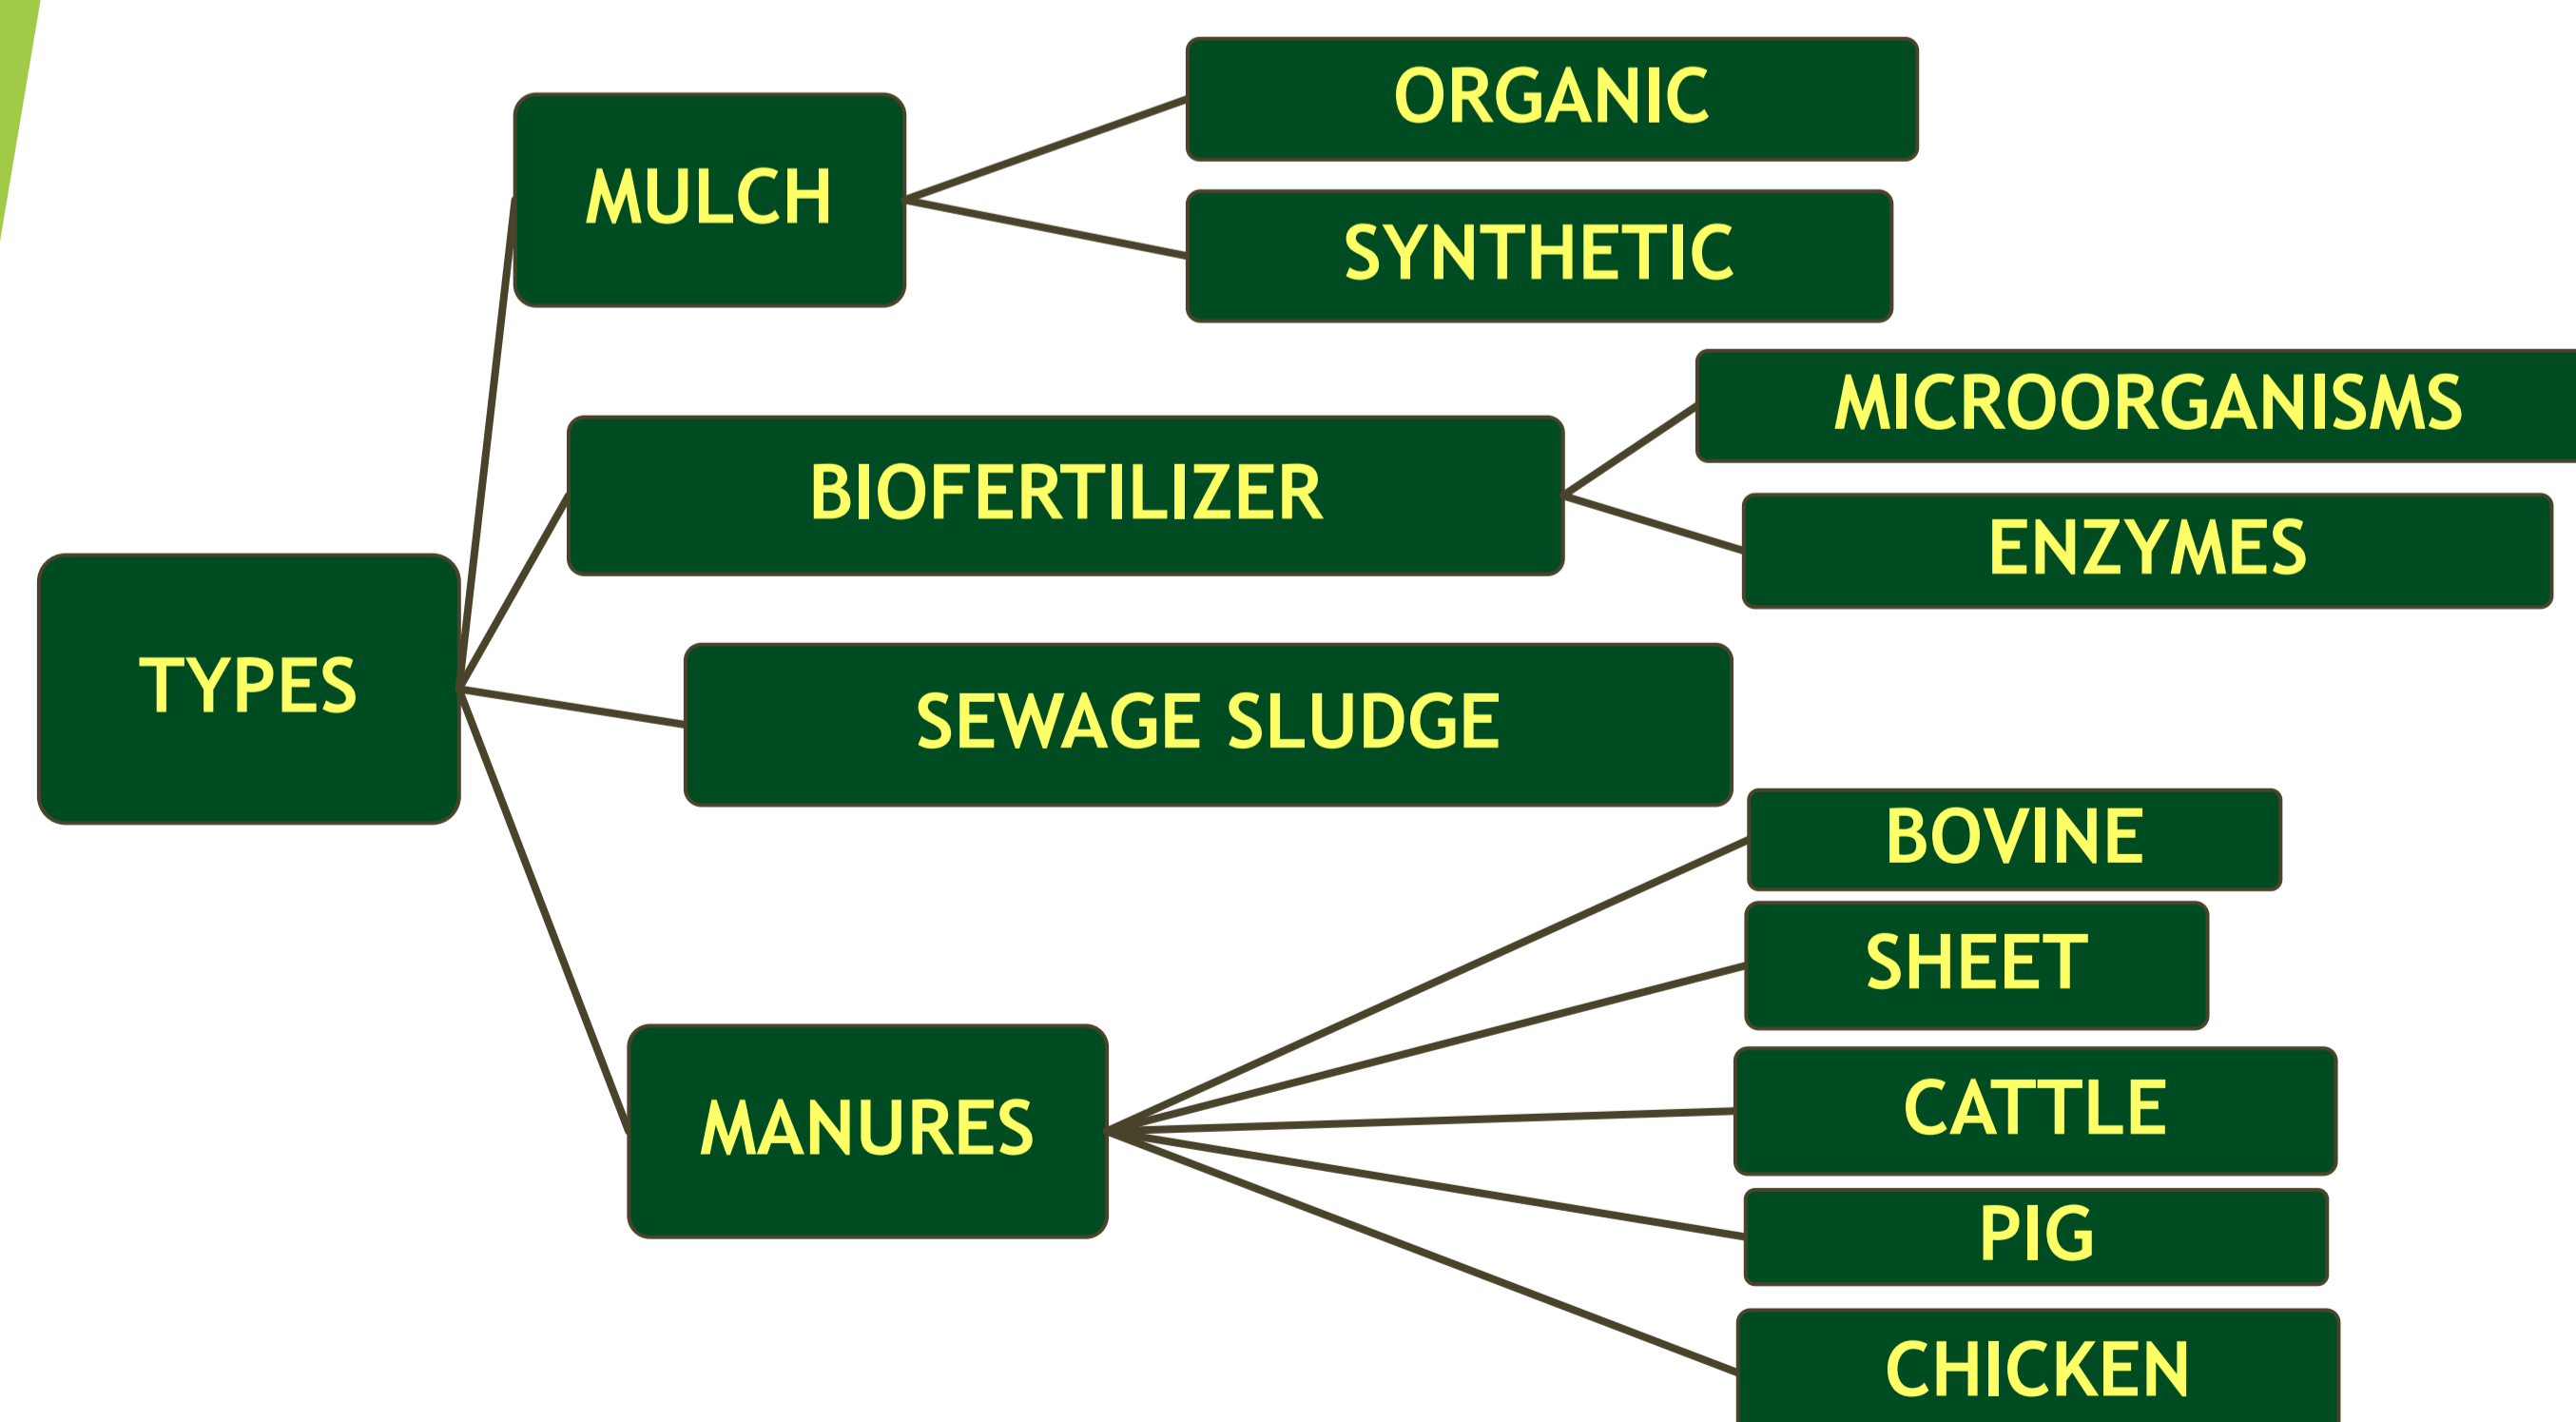 TYPES
MULCH
ORGANIC
SYNTHETIC
BIOFERTILIZER
MICROORGANISMS
ENZYMES
SEWAGE SLUDGE
MANURES
BOVINE
SHEET
CATTLE
PIG
CHICKEN